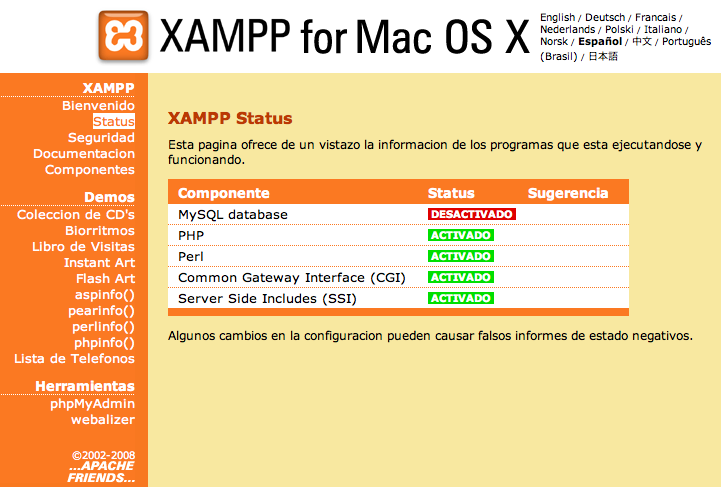 XAMPP for Mac OS X
English / Deutsch / Francais /
Nederlands / Polski / Italiano /
Norsk / Español / 中文 / Português
(Brasil) / 日本語
XAMPP
Bienvenido
Status
Seguridad
Documentacion
Componentes
Demos
Coleccion de CD's
Biorritmos
Libro de Visitas
Instant Art
Flash Art
aspinfo()
pearinfo()
perlinfo()
phpinfo()
Lista de Telefonos
Herramientas
phpMyAdmin
webalizer
©2002-2008
...APACHE
FRIENDS...
XAMPP Status
Esta pagina ofrece de un vistazo la informacion de los programas que esta ejecutandose y
funcionando.
Componente Status Sugerencia
MySQL database DESACTIVADO
PHP ACTIVADO
Perl ACTIVADO
Common Gateway Interface (CGI) ACTIVADO
Server Side Includes (SSI) ACTIVADO
Algunos cambios en la configuracion pueden causar falsos informes de estado negativos.